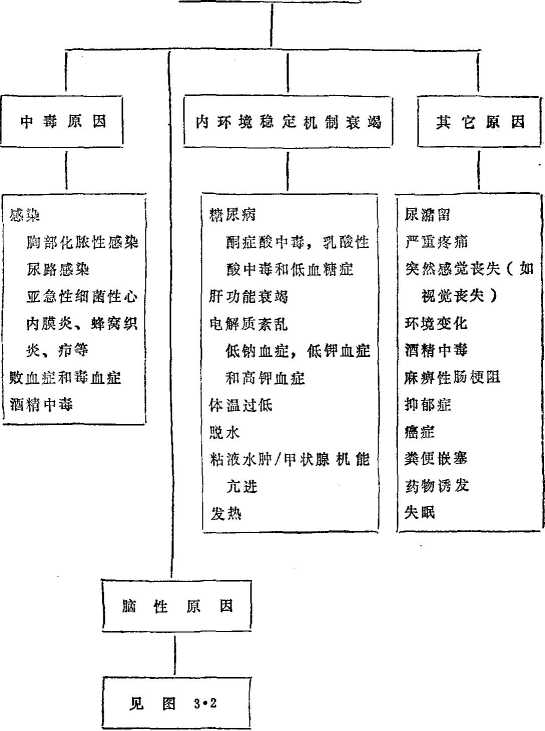 中毒原因
内环境稳定机制衰竭
其它原因
感染
胸部化脓性感染
尿路感染
亚急性细菌性心
内膜炎、蜂窝织
炎、疖等
败血症和毒血症
酒精中毒
糖尿病
酮症酸中毒，乳酸性
酸中毒和低血糖症
肝功能衰竭
电解质紊乱
低钠血症，低钾血症
和高钾血症
体温过低
脱水
粘液水肿/甲状腺机能
亢进
发热
尿潴留
严重疼痛
突然感觉丧失（如
视觉丧失）
环境变化
酒精中毒
麻痹性肠梗阻
抑郁症
癌症
粪便嵌塞
药物诱发
失眠
脑性原因
见图 3·2